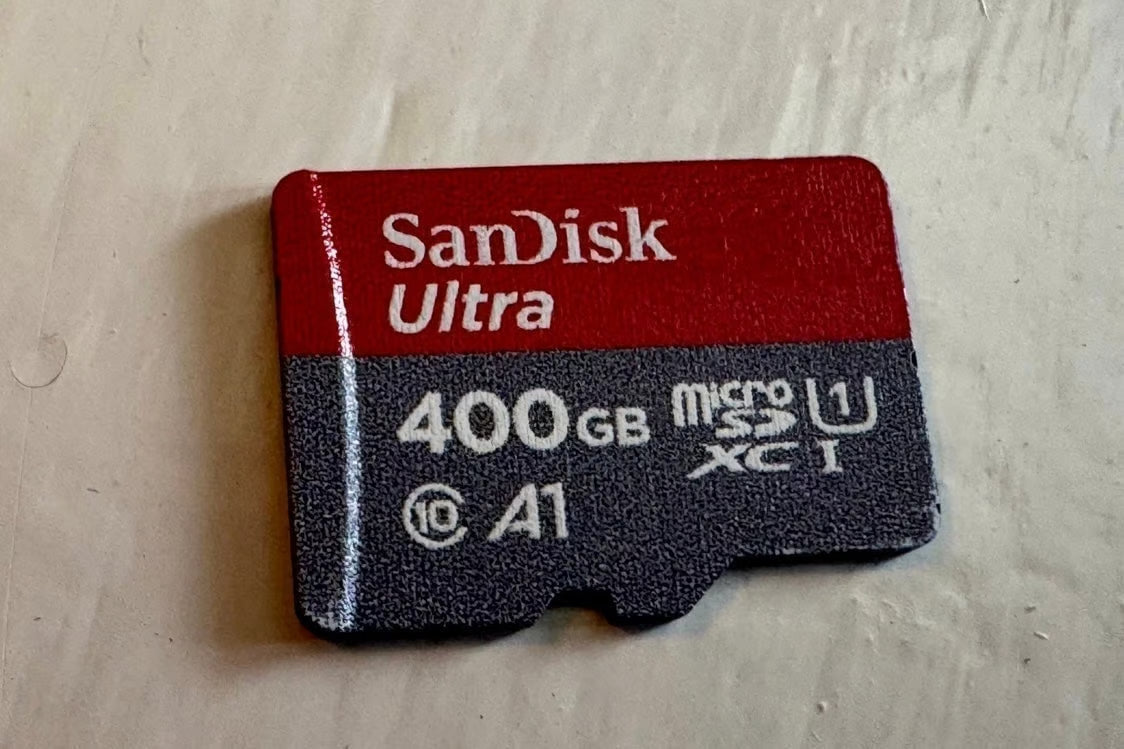 SanDisk
Ultra
400GB microSD U1
XC I
10 A1